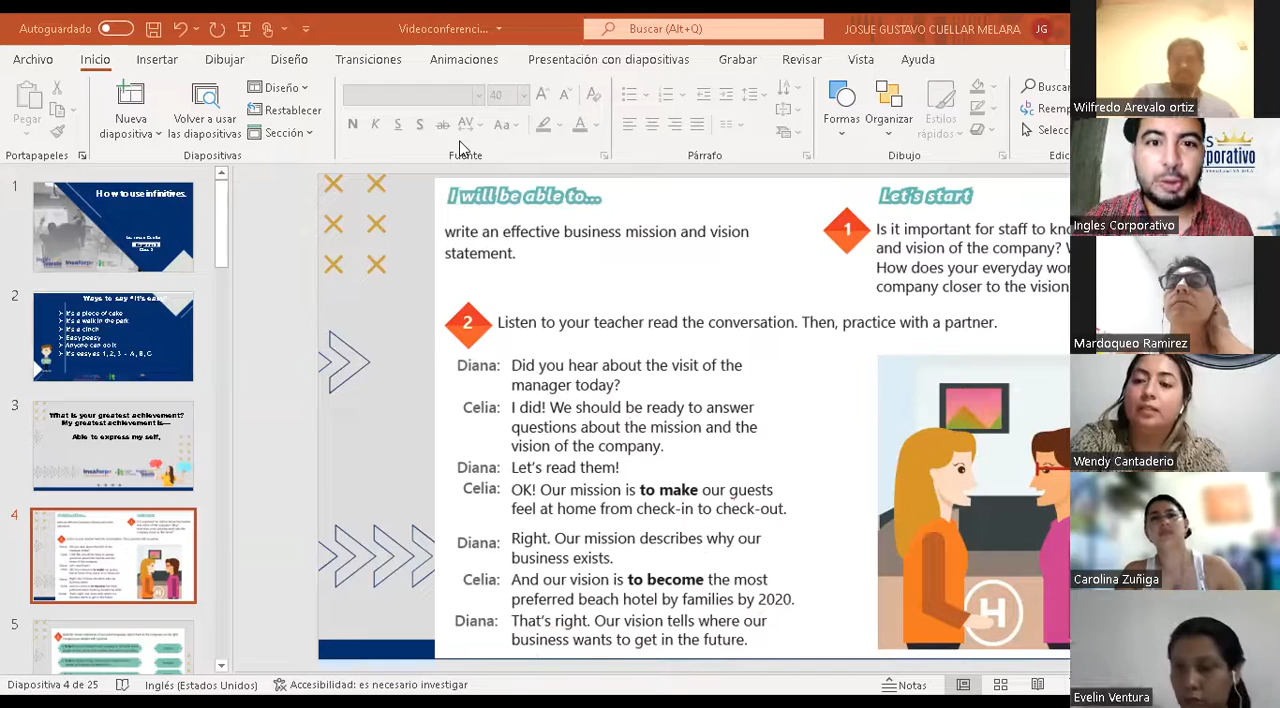 Autoguardado
Videoconferenci...
Buscar (Alt+Q)
JOSUE GUSTAVO CUELLAR MELARA
JG
Archivo
Inicio
Insertar
Dibujar
Diseño
Transiciones
Animaciones
Presentación con diapositivas
Grabar
Revisar
Vista
Ayuda
Pegar
Nueva
diapositiva
Volver a usar
las diapositivas
Diseño
Restablecer
Sección
40
N K S S ab Aa A
Formas
Organizar
Estilos
rápidos
Portapapeles
Diapositivas
Fuente
Párrafo
Dibujo
1
How to use infinitives.
2
Ways to say "It's easy"
It's a piece of cake
It's a walk in the park
It's a cinch
Easy peasy
Anyone can do it
It's easy as 1, 2, 3 - A, B, C
3
What is your greatest achievement?
My greatest achievement is—
Able to express my self,
4
5
I will be able to...
write an effective business mission and vision
statement.
Let's start
1
Is it important for staff to kno
and vision of the company? W
How does your everyday wor
company closer to the vision
2
Listen to your teacher read the conversation. Then, practice with a partner.
Diana: Did you hear about the visit of the
manager today?
Celia: I did! We should be ready to answer
questions about the mission and the
vision of the company.
Diana: Let's read them!
Celia: OK! Our mission is to make our guests
feel at home from check-in to check-out.
Diana: Right. Our mission describes why our
business exists.
Celia: And our vision is to become the most
preferred beach hotel by families by 2020.
Diana: That's right. Our vision tells where our
business wants to get in the future.
H
Diapositiva 4 de 25
Inglés (Estados Unidos)
Accesibilidad: es necesario investigar
Notas
Wilfredo Arevalo ortiz
Ingles Corporativo
Mardoqueo Ramirez
Wendy Cantaderio
Carolina Zuñiga
Evelin Ventura